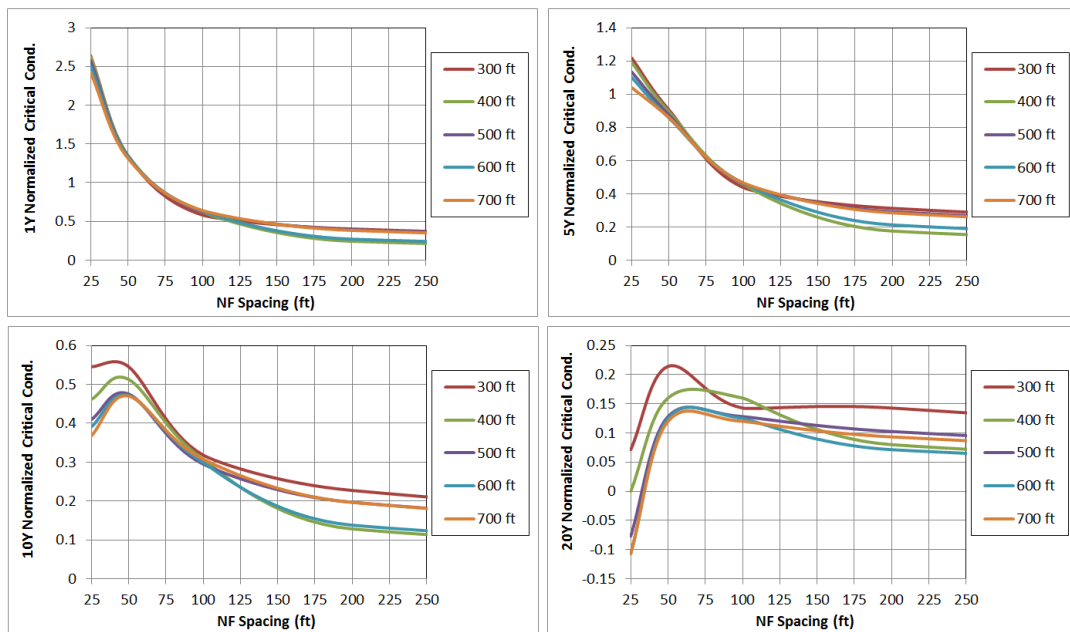 1Y Normalized Critical Cond.
3
2.5
2
1.5
1
0.5
0
25 50 75 100 125 150 175 200 225 250
NF Spacing (ft)
300 ft
400 ft
500 ft
600 ft
700 ft
5Y Normalized Critical Cond.
1.4
1.2
1
0.8
0.6
0.4
0.2
0
25 50 75 100 125 150 175 200 225 250
NF Spacing (ft)
300 ft
400 ft
500 ft
600 ft
700 ft
10Y Normalized Critical Cond.
0.6
0.5
0.4
0.3
0.2
0.1
0
25 50 75 100 125 150 175 200 225 250
NF Spacing (ft)
300 ft
400 ft
500 ft
600 ft
700 ft
20Y Normalized Critical Cond.
0.25
0.2
0.15
0.1
0.05
0
-0.05
-0.1
-0.15
25 50 75 100 125 150 175 200 225 250
NF Spacing (ft)
300 ft
400 ft
500 ft
600 ft
700 ft